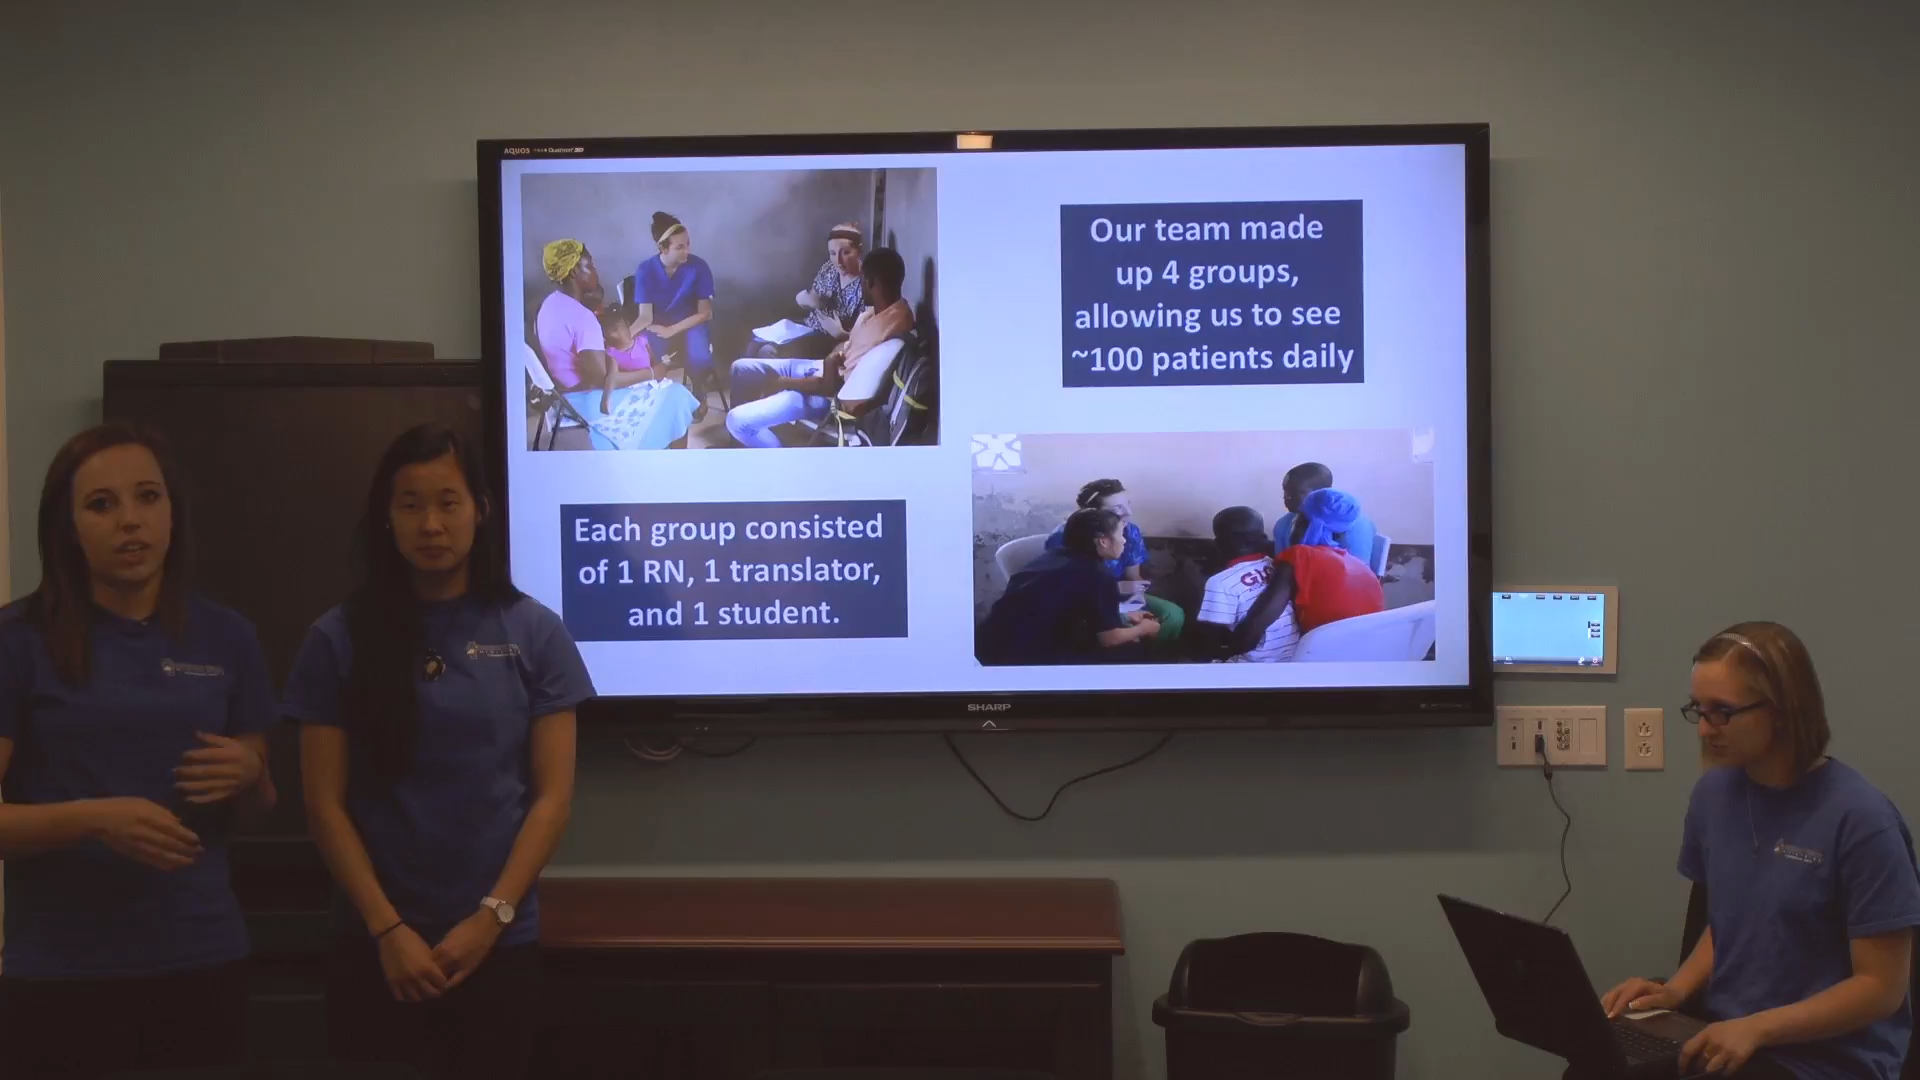 AQUOS
Our team made
up 4 groups,
allowing us to see
~100 patients daily
Each group consisted
of 1 RN, 1 translator,
and 1 student.
SHARP